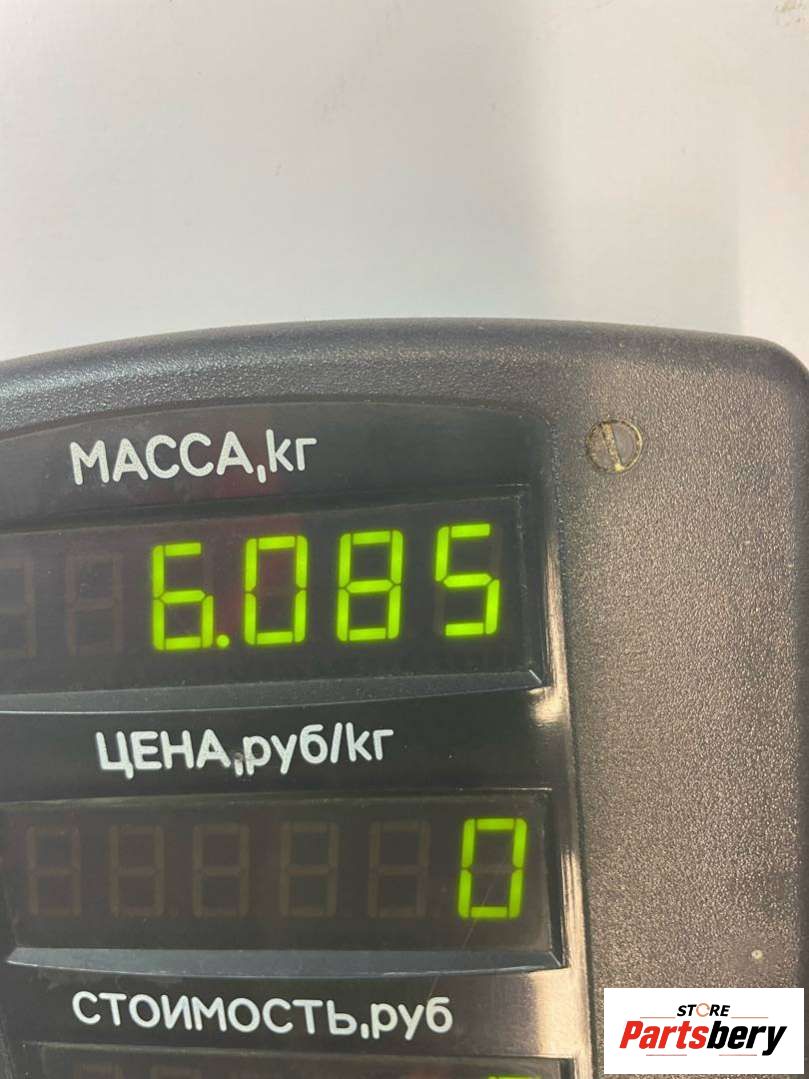 МАССА,кг
6.085
ЦЕНА,руб/кг
0
СТОИМОСТЬ,руб
STORE
Partsbery